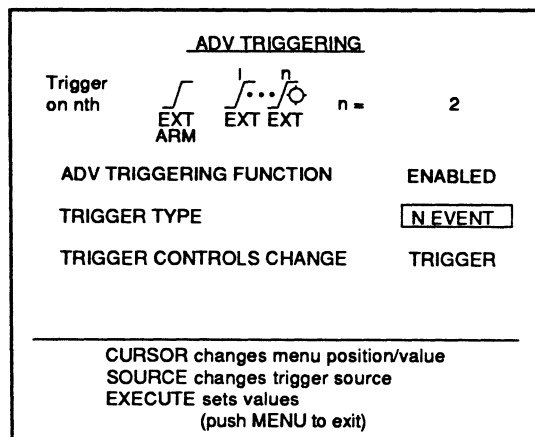 ADV TRIGGERING
Trigger
on nth
I n
EXT EXT EXT n = 2
ARM
ADV TRIGGERING FUNCTION ENABLED
TRIGGER TYPE N EVENT
TRIGGER CONTROLS CHANGE TRIGGER
CURSOR changes menu position/value
SOURCE changes trigger source
EXECUTE sets values
(push MENU to exit)